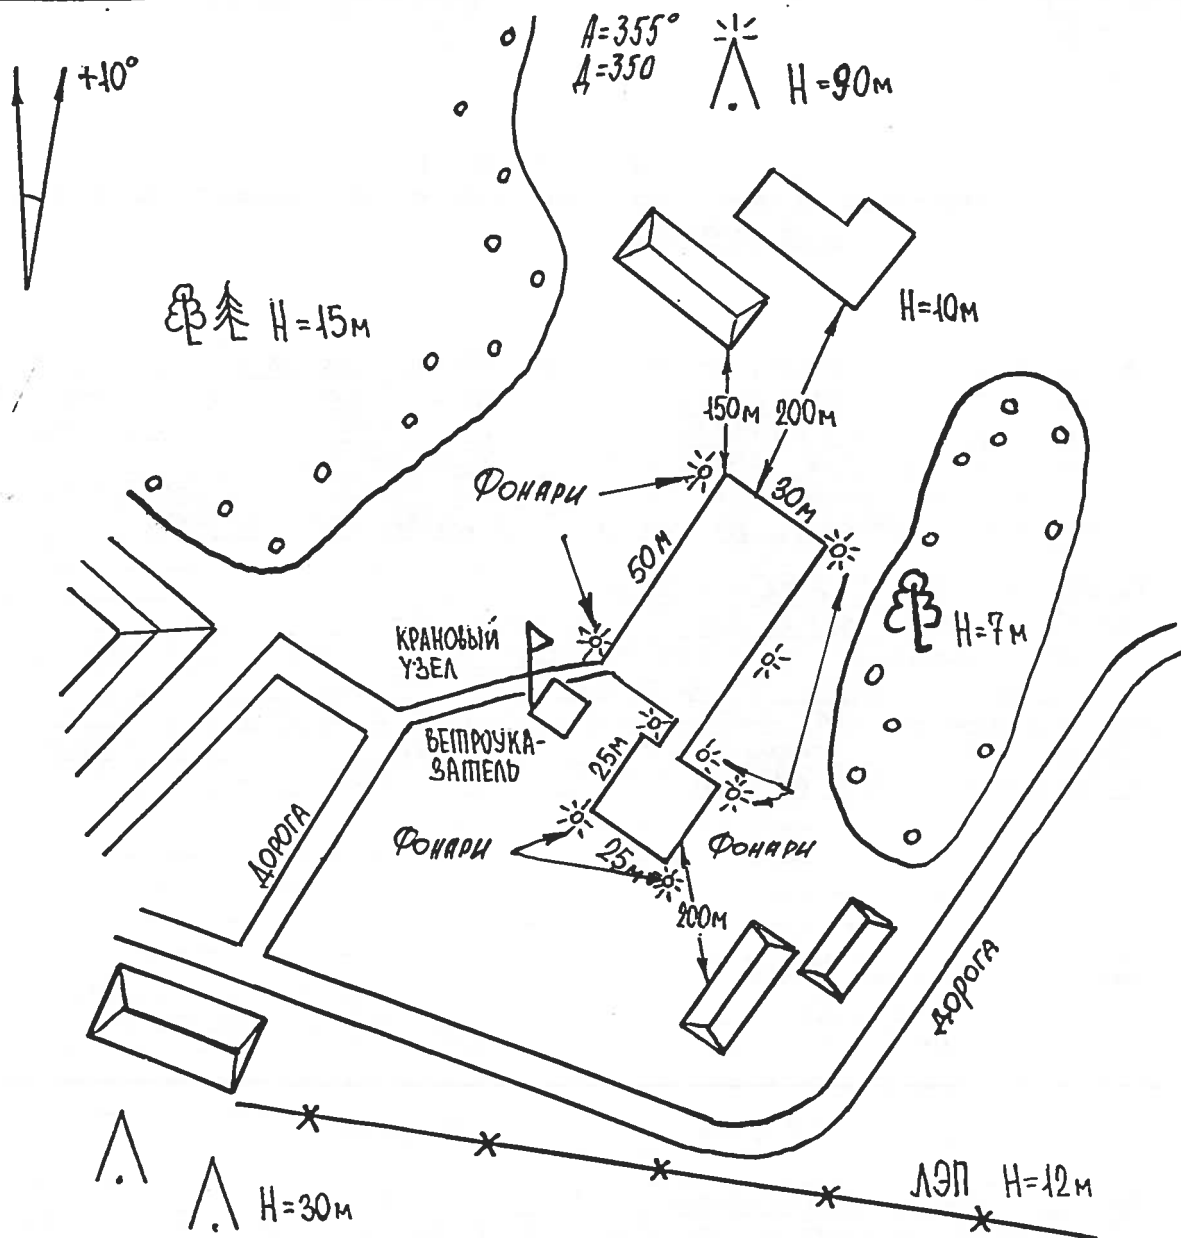 +10°
А=355°
Д=350
Н=90м
Н=15м
Н=10м
150м
200м
Фонари
30м
50м
КРАНОВЫЙ
УЗЕЛ
Н=7м
ВЕТРОУКА-
ЗАТЕЛЬ
25м
ДОРОГА
Фонари
25м
Фонари
200м
ДОРОГА
ЛЭП Н=12м
Н=30м